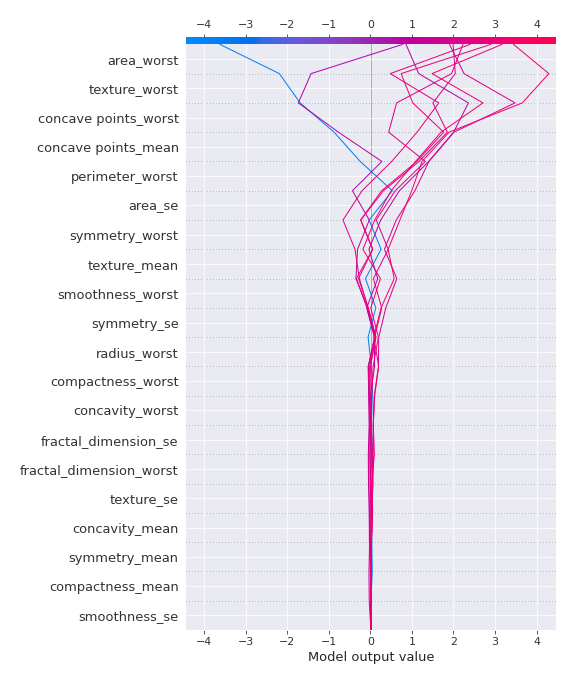 −4 −3 −2 −1 0 1 2 3 4
area_worst
texture_worst
concave points_worst
concave points_mean
perimeter_worst
area_se
symmetry_worst
texture_mean
smoothness_worst
symmetry_se
radius_worst
compactness_worst
concavity_worst
fractal_dimension_se
fractal_dimension_worst
texture_se
concavity_mean
symmetry_mean
compactness_mean
smoothness_se
−4 −3 −2 −1 0 1 2 3 4
Model output value